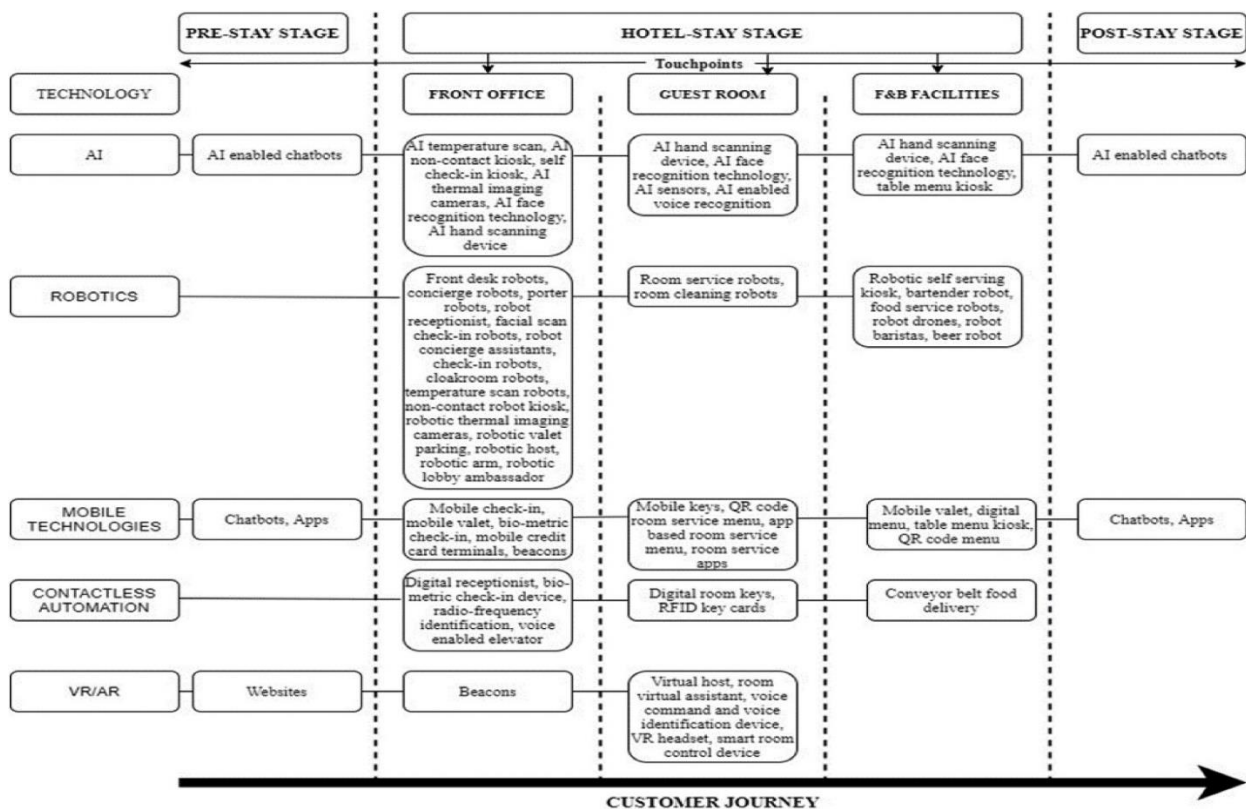 PRE-STAY STAGE
HOTEL-STAY STAGE
POST-STAY STAGE
Touchpoints
TECHNOLOGY
FRONT OFFICE
GUEST ROOM
F&B FACILITIES
AI
AI enabled chatbots
AI temperature scan, AI
non-contact kiosk, self
check-in kiosk, AI
thermal imaging
cameras, AI face
recognition technology,
AI hand scanning
device
AI hand scanning
device, AI face
recognition technology,
AI sensors, AI enabled
voice recognition
AI hand scanning
device, AI face
recognition technology,
table menu kiosk
AI enabled chatbots
ROBOTICS
Front desk robots,
concierge robots, porter
robots, robot
receptionist, facial scan
check-in robots, robot
concierge assistants,
check-in robots,
cloakroom robots,
temperature scan robots,
non-contact robot kiosk,
robotic thermal imaging
cameras, robotic valet
parking, robotic host,
robotic arm, robotic
lobby ambassador
Room service robots,
room cleaning robots
Robotic self serving
kiosk, bartender robot,
food service robots,
robot drones, robot
baristas, beer robot
MOBILE
TECHNOLOGIES
Chatbots, Apps
Mobile check-in,
mobile valet, bio-metric
check-in, mobile credit
card terminals, beacons
Mobile keys, QR code
room service menu, app
based room service
menu, room service
apps
Mobile valet, digital
menu, table menu kiosk,
QR code menu
Chatbots, Apps
CONTACTLESS
AUTOMATION
Digital receptionist, bio-
metric check-in device,
radio-frequency
identification, voice
enabled elevator
Digital room keys,
RFID key cards
Conveyor belt food
delivery
VR/AR
Websites
Beacons
Virtual host, room
virtual assistant, voice
command and voice
identification device,
VR headset, smart room
control device
CUSTOMER JOURNEY